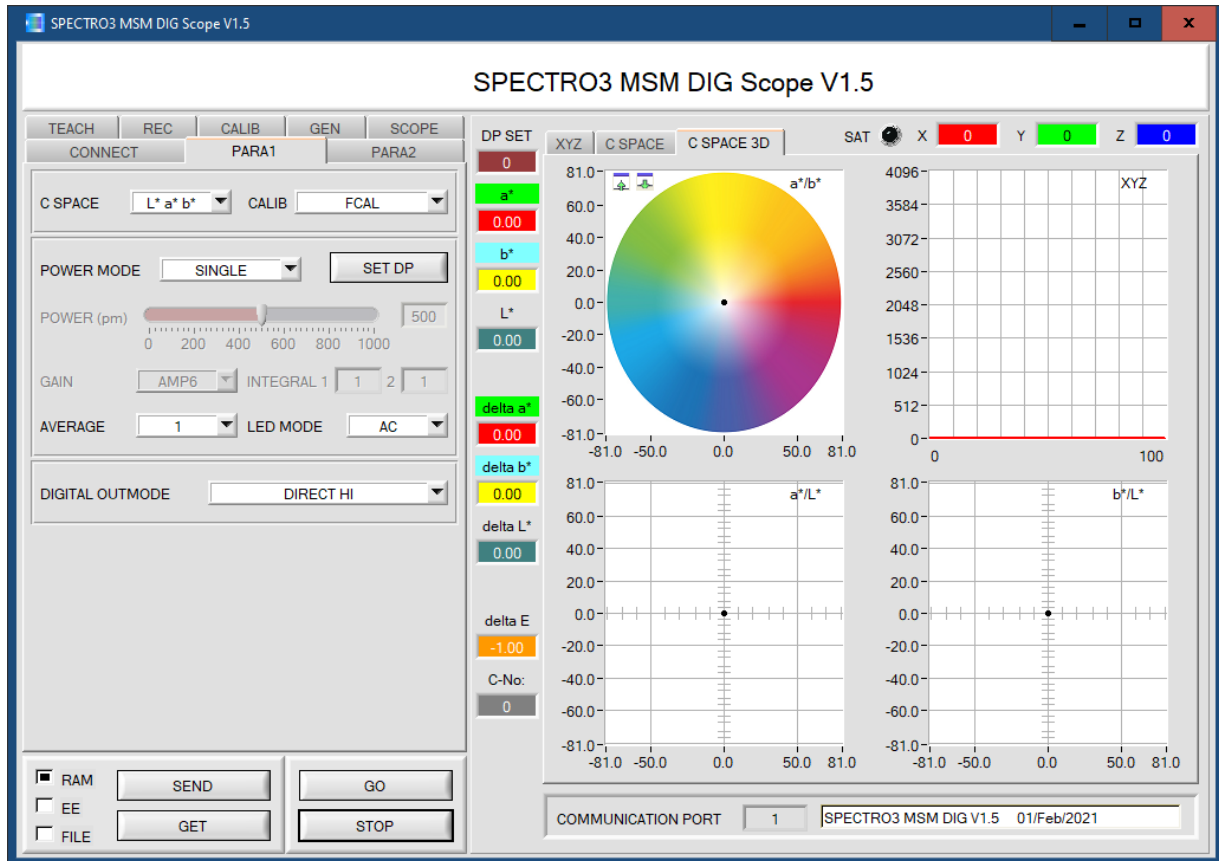 SPECTRO3 MSM DIG Scope V1.5
SPECTRO3 MSM DIG Scope V1.5
TEACH REC CALIB GEN SCOPE
CONNECT PARA1 PARA2
C SPACE L* a* b* CALIB FCAL
POWER MODE SINGLE SET DP
POWER (pm) 500
0 200 400 600 800 1000
GAIN AMP6 INTEGRAL 1 1 2 1
AVERAGE 1 LED MODE AC
DIGITAL OUTMODE DIRECT HI
RAM
EE
FILE
SEND
GET
GO
STOP
DP SET
0
a*
0.00
b*
0.00
L*
0.00
delta a*
0.00
delta b*
0.00
delta L*
0.00
delta E
-1.00
C-No:
0
XYZ C SPACE C SPACE 3D
SAT X 0 Y 0 Z 0
a*/b*
81.0
60.0
40.0
20.0
0.0
-20.0
-40.0
-60.0
-81.0
-81.0 -50.0 0.0 50.0 81.0
XYZ
4096
3584
3072
2560
2048
1536
1024
512
0
0 100
a*/L*
81.0
60.0
40.0
20.0
0.0
-20.0
-40.0
-60.0
-81.0
-81.0 -50.0 0.0 50.0 81.0
b*/L*
81.0
60.0
40.0
20.0
0.0
-20.0
-40.0
-60.0
-81.0
-81.0 -50.0 0.0 50.0 81.0
COMMUNICATION PORT 1 SPECTRO3 MSM DIG V1.5 01/Feb/2021